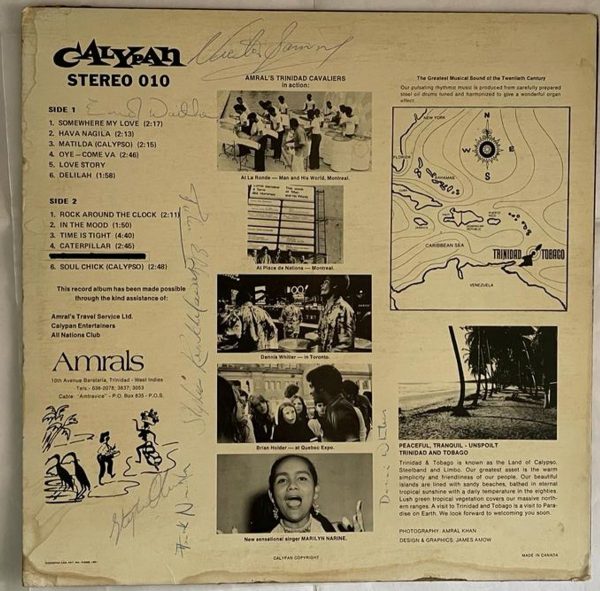 CALYPAN
STEREO 010
SIDE 1
1. SOMEWHERE MY LOVE (2:17)
2. HAVA NAGILA (2:13)
3. MATILDA (CALYPSO) (2:15)
4. OYE—COME VA (2:46)
5. LOVE STORY
6. DELILAH (1:58)
SIDE 2
1. ROCK AROUND THE CLOCK (2:11)
2. IN THE MOOD (1:50)
3. TIME IS TIGHT (4:40)
4. CATERPILLAR (2:45)
6. SOUL CHICK (CALYPSO) (2:48)
This record album has been made possible
through the kind assistance of:
Amral's Travel Service Ltd.
Calypan Entertainers
All Nations Club
Amrals
10th Avenue Barataria, Trinidad - West Indies
Cable "Amtravica" - P.O. Box 635 - P.O.S.
AMRAL'S TRINIDAD CAVALIERS
in action:
At La Ronde — Man and His World, Montreal.
At Place de Nations — Montreal.
Dennis Whitler — in Toronto.
Brian Holder — at Quebec Expo.
New sensational singer MARILYN NARINE.
CALYPAN COPYRIGHT
The Greatest Musical Sound of the Twentieth Century
Our pulsating rhythmic music is produced from carefully prepared
steel oil drums tuned and harmonized to give a wonderful organ
effect.
NEW YORK
N
W
E
S
FLORIDA
BAHAMAS
JAMAICA
CARIBBEAN SEA
TRINIDAD
TOBAGO
VENEZUELA
PEACEFUL, TRANQUIL - UNSPOILT
TRINIDAD AND TOBAGO
Trinidad & Tobago is known as the Land of Calypso,
Steelband and Limbo. Our greatest asset is the warm
simplicity and friendliness of our people. Our beautiful
islands are lined with sandy beaches, bathed in eternal
tropical sunshine with a daily temperature in the eighties.
Lush green tropical vegetation covers our massive north-
ern ranges. A visit to Trinidad and Tobago is a visit to Para-
dise on Earth. We look forward to welcoming you soon.
PHOTOGRAPHY: AMRAL KHAN
DESIGN & GRAPHICS: JAMES AMOW
MADE IN CANADA